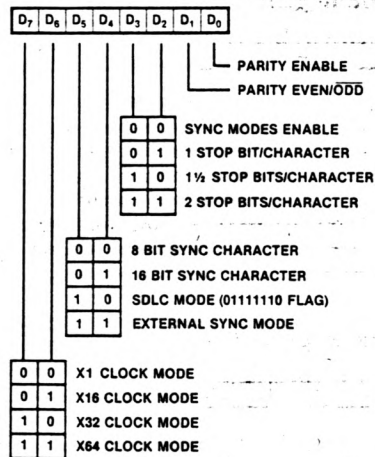 D7 D6 D5 D4 D3 D2 D1 D0
PARITY ENABLE
PARITY EVEN/ODD
0 0 SYNC MODES ENABLE
0 1 1 STOP BIT/CHARACTER
1 0 1½ STOP BITS/CHARACTER
1 1 2 STOP BITS/CHARACTER
0 0 8 BIT SYNC CHARACTER
0 1 16 BIT SYNC CHARACTER
1 0 SDLC MODE (01111110 FLAG)
1 1 EXTERNAL SYNC MODE
0 0 X1 CLOCK MODE
0 1 X16 CLOCK MODE
1 0 X32 CLOCK MODE
1 1 X64 CLOCK MODE